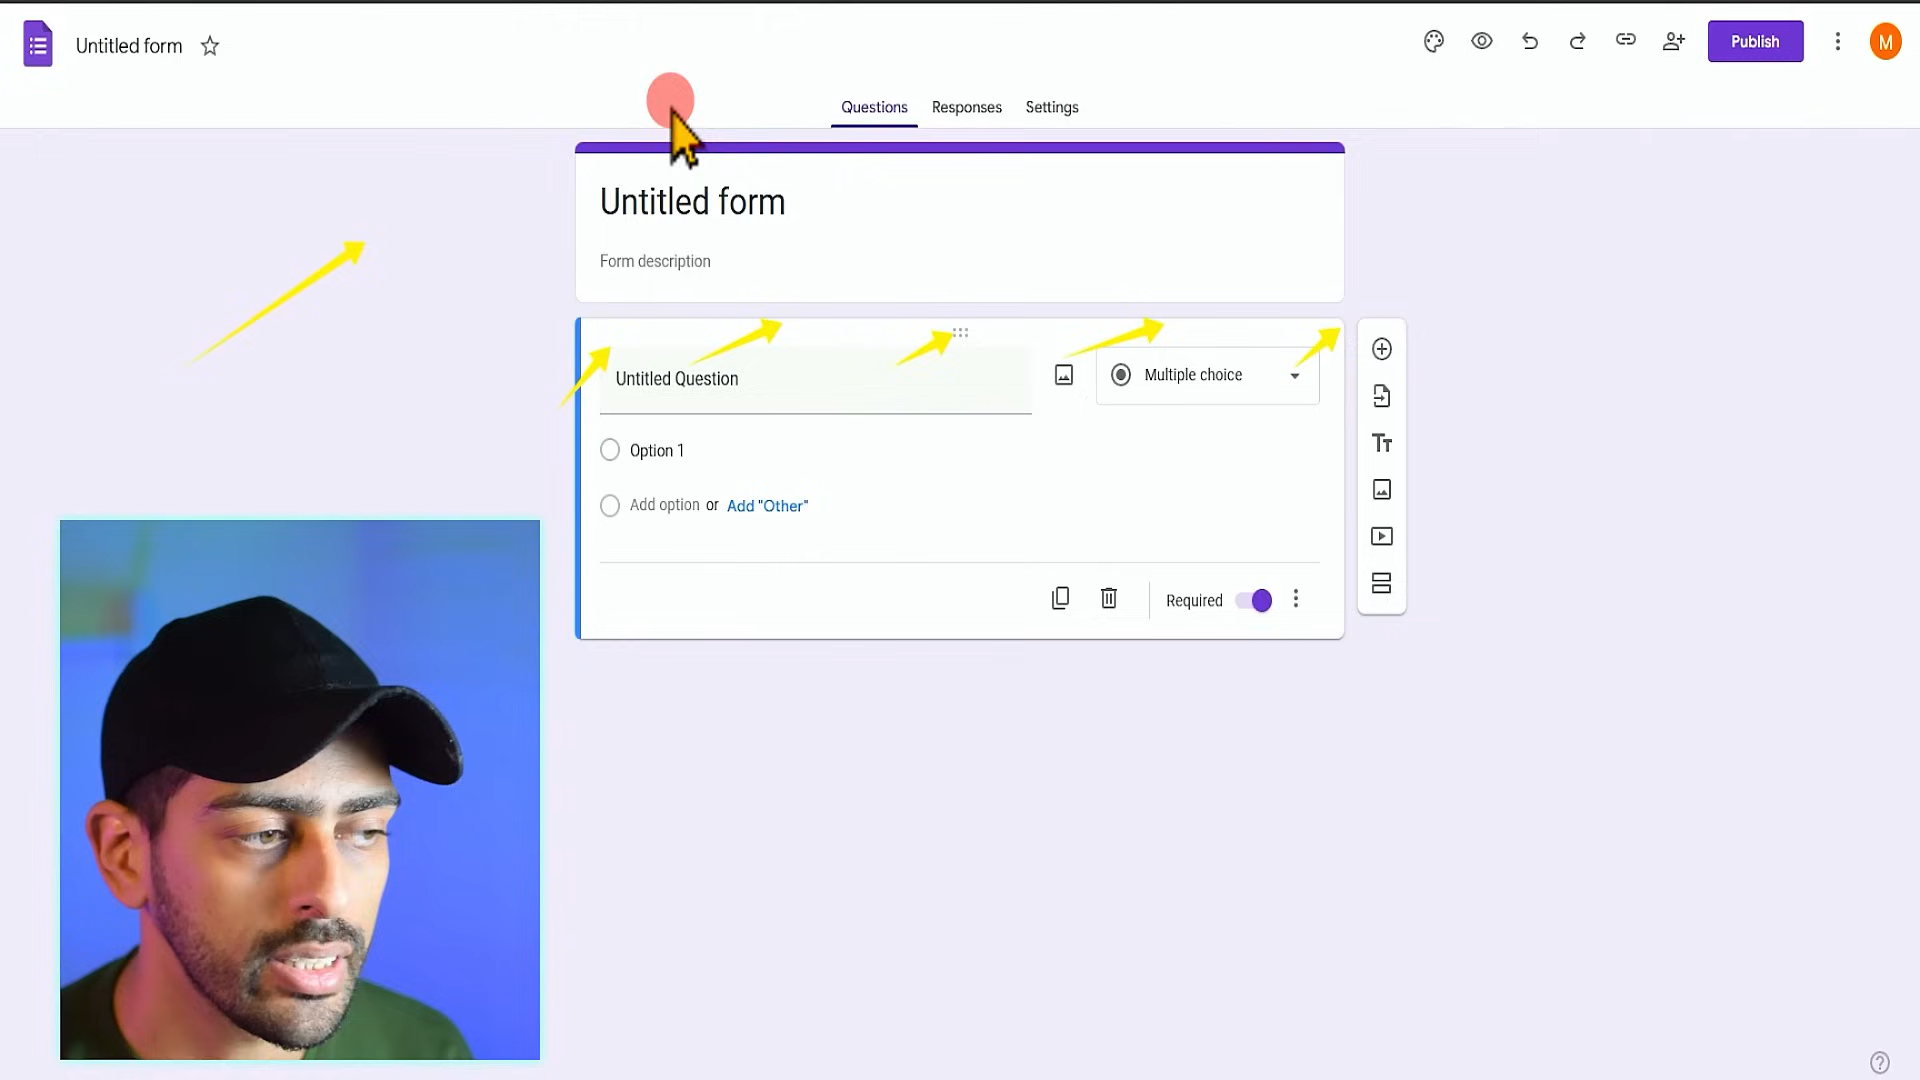 Untitled form
Publish
M
Questions Responses Settings
Untitled form
Form description
Untitled Question
Multiple choice
Option 1
Add option or Add "Other"
Required